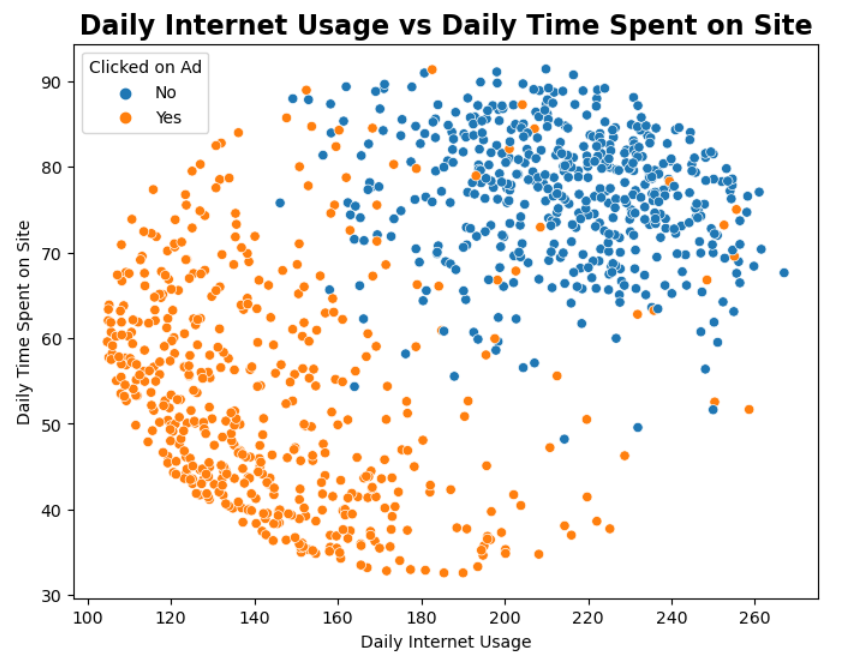 Daily Internet Usage vs Daily Time Spent on Site
Clicked on Ad
No
Yes
90
80
70
60
50
40
30
Daily Time Spent on Site
100
120
140
160
180
200
220
240
260
Daily Internet Usage